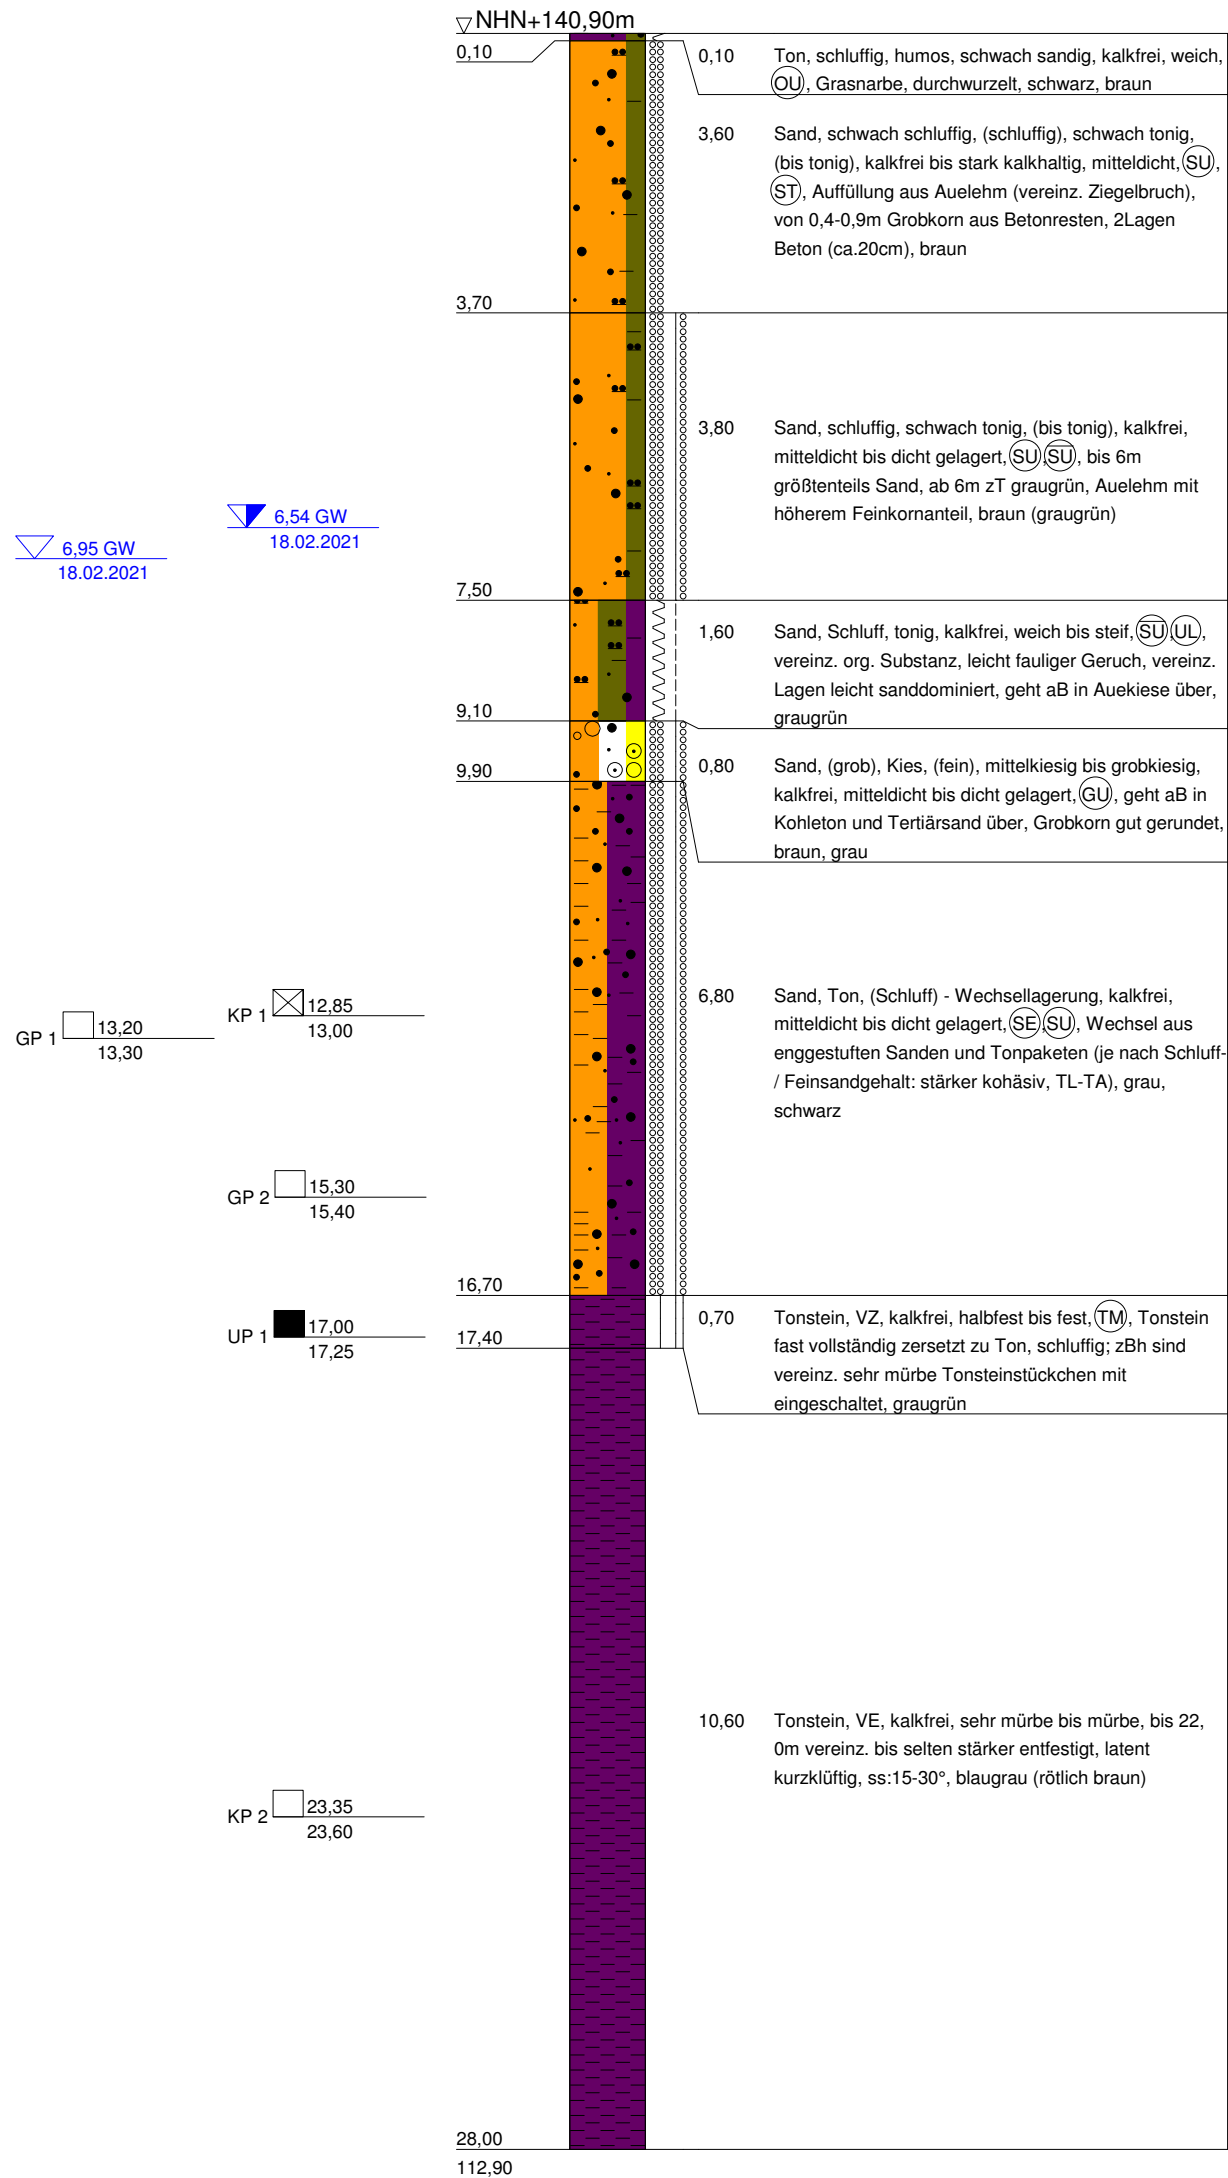 NHN+140,90m
0,10
0,10 Ton, schluffig, humos, schwach sandig, kalkfrei, weich,
OU, Grasnarbe, durchwurzelt, schwarz, braun
3,60 Sand, schwach schluffig, (schluffig), schwach tonig,
(bis tonig), kalkfrei bis stark kalkhaltig, mitteldicht, SU,
ST, Auffüllung aus Auelehm (vereinz. Ziegelbruch),
von 0,4-0,9m Grobkorn aus Betonresten, 2Lagen
Beton (ca.20cm), braun
3,70
3,80 Sand, schluffig, schwach tonig, (bis tonig), kalkfrei,
mitteldicht bis dicht gelagert, SU, S̅U̅, bis 6m
größtenteils Sand, ab 6m zT graugrün, Auelehm mit
höherem Feinkornanteil, braun (graugrün)
6,54 GW
18.02.2021
6,95 GW
18.02.2021
7,50
1,60 Sand, Schluff, tonig, kalkfrei, weich bis steif, S̅U̅, UL,
vereinz. org. Substanz, leicht fauliger Geruch, vereinz.
Lagen leicht sanddominiert, geht aB in Auekiese über,
graugrün
9,10
0,80 Sand, (grob), Kies, (fein), mittelkiesig bis grobkiesig,
kalkfrei, mitteldicht bis dicht gelagert, GU, geht aB in
Kohleton und Tertiärsand über, Grobkorn gut gerundet,
braun, grau
9,90
6,80 Sand, Ton, (Schluff) - Wechsellagerung, kalkfrei,
mitteldicht bis dicht gelagert, SE, SU, Wechsel aus
enggestuften Sanden und Tonpaketen (je nach Schluff-
/ Feinsandgehalt: stärker kohäsiv, TL-TA), grau,
schwarz
KP 1 12,85
13,00
GP 1 13,20
13,30
GP 2 15,30
15,40
16,70
0,70 Tonstein, VZ, kalkfrei, halbfest bis fest, TM, Tonstein
fast vollständig zersetzt zu Ton, schluffig; zBh sind
vereinz. sehr mürbe Tonsteinstückchen mit
eingeschaltet, graugrün
UP 1 17,00
17,25
17,40
10,60 Tonstein, VE, kalkfrei, sehr mürbe bis mürbe, bis 22,
0m vereinz. bis selten stärker entfestigt, latent
kurzklüftig, ss:15-30°, blaugrau (rötlich braun)
KP 2 23,35
23,60
28,00
112,90